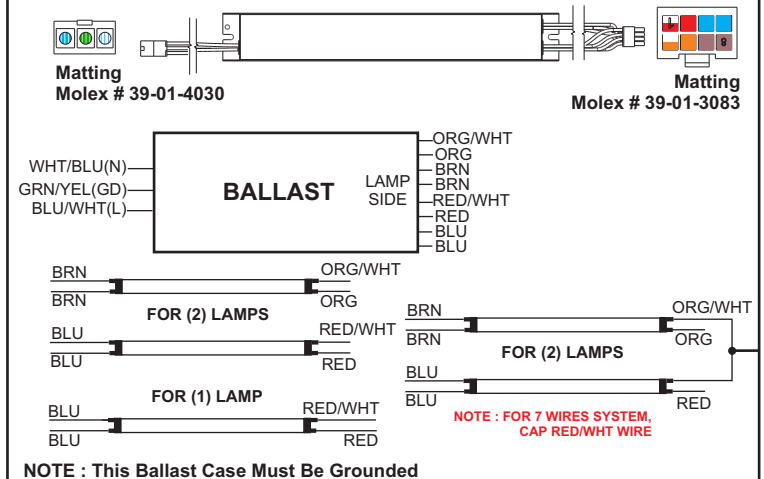 Matting
Molex # 39-01-4030
1
8
Matting
Molex # 39-01-3083
WHT/BLU(N)
GRN/YEL(GD)
BLU/WHT(L)
BALLAST
LAMP
SIDE
ORG/WHT
ORG
BRN
BRN
RED/WHT
RED
BLU
BLU
BRN
ORG/WHT
BRN
ORG
FOR (2) LAMPS
BLU
RED/WHT
BLU
RED
FOR (1) LAMP
BLU
RED/WHT
BLU
RED
BRN
ORG/WHT
BRN
ORG
FOR (2) LAMPS
BLU
BLU
RED
NOTE : FOR 7 WIRES SYSTEM,
CAP RED/WHT WIRE
NOTE : This Ballast Case Must Be Grounded